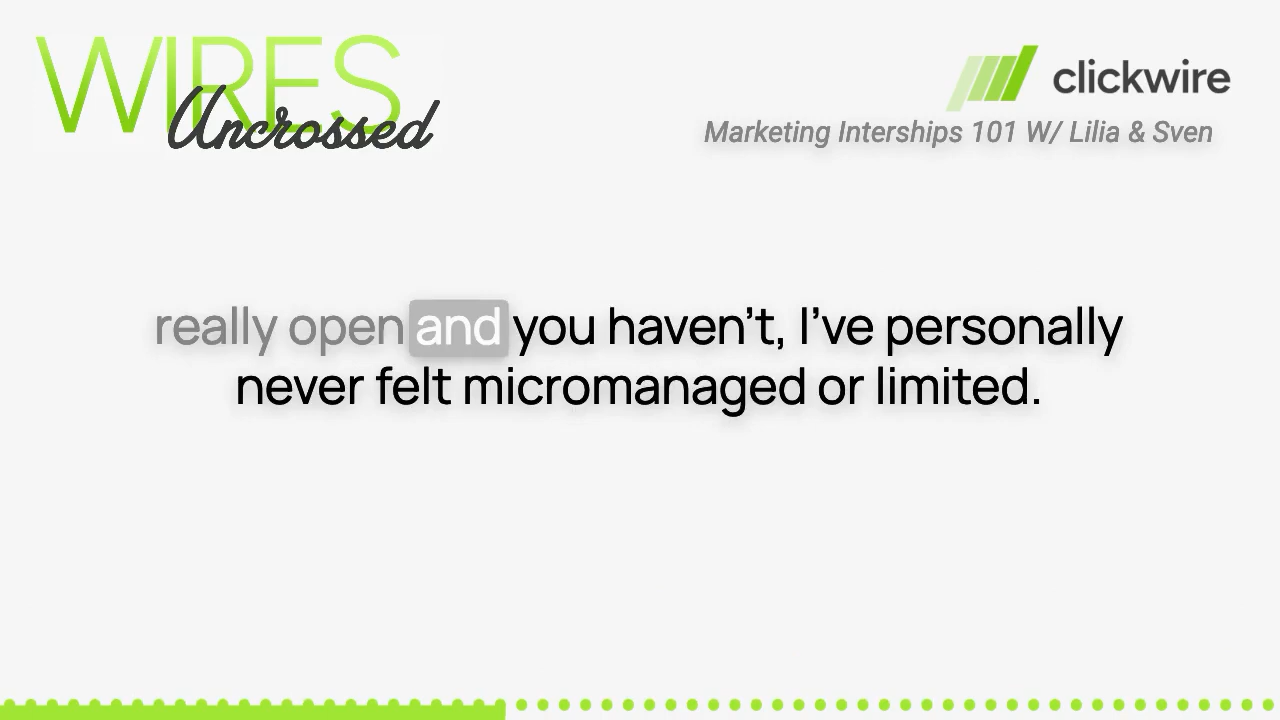 WIRES
Uncrossed
clickwire
Marketing Interships 101 W/ Lilia & Sven
really open and you haven't, I've personally
never felt micromanaged or limited.